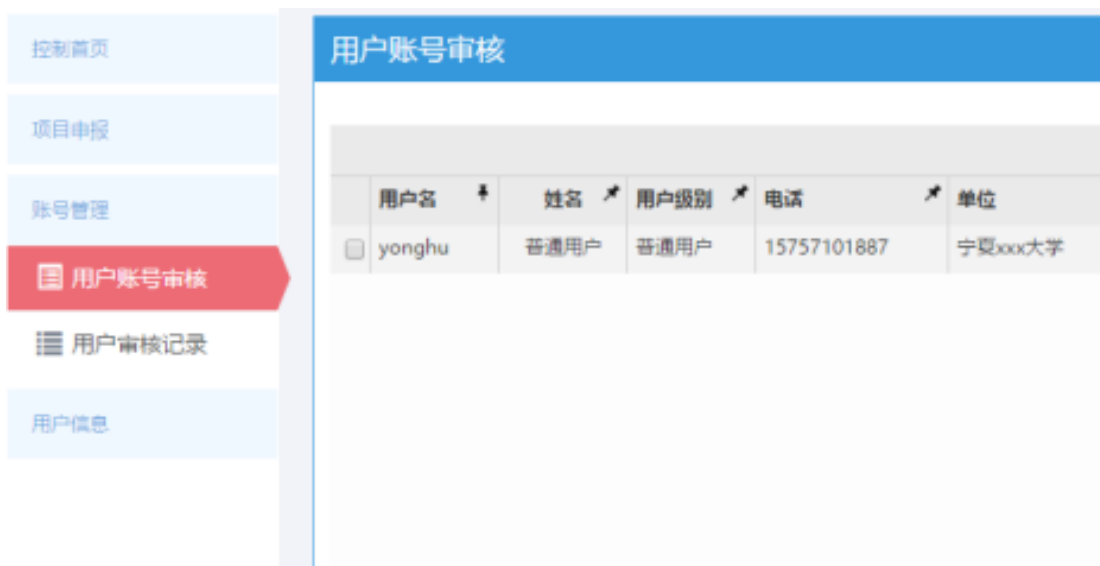 控制首页
项目申报
账号管理
用户账号审核
用户审核记录
用户信息
用户账号审核
用户名 姓名 用户级别 电话 单位
yonghu 普通用户 普通用户 15757101887 宁夏xxx大学